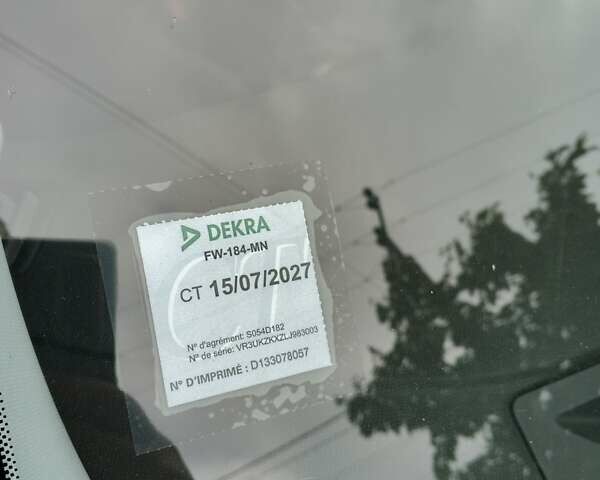 DEKRA
FW-184-MN
CT 15/07/2027
N° d'agrément: S054D182
N° de série: VR3UKZKXZLJ983003
N° D'IMPRIMÉ : D133078057